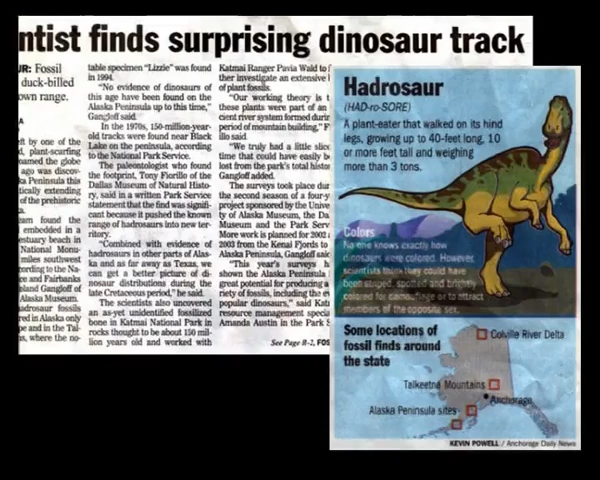 ntist finds surprising dinosaur track
UR: Fossil
duck-billed
own range.
A
eft by one of the
d, plant-scurfing
oamed the globe
ago was discov-
ka Peninsula this
tically extending
of the prehistoric
a.
am found the
embedded in a
estuary beach in
National Monu-
miles southwest
cording to the Na-
ce and Fairbanks
land Gangloff of
Alaska Museum.
hadrosaur fossils
red in Alaska only
pe and in the Tal-
s, where the no-
table specimen "Lizzie" was found
in 1994.
"No evidence of dinosaurs of
this age have been found on the
Alaska Peninsula up to this time,"
Gangloff said.
In the 1970s, 150-million-year-
old tracks were found near Black
Lake on the peninsula, according
to the National Park Service.
The paleontologist who found
the footprint, Tony Fiorillo of the
Dallas Museum of Natural Histo-
ry, said in a written Park Service
statement that the find was signifi-
cant because it pushed the known
range of hadrosaurs into new ter-
ritory.
"Combined with evidence of
hadrosaurs in other parts of Alas-
ka and as far away as Texas, we
can get a better picture of di-
nosaur distributions during the
late Cretaceous period," he said.
The scientists also uncovered
an as-yet unidentified fossilized
bone in Katmai National Park in
rocks thought to be about 150 mil-
lion years old and worked with
Katmai Ranger Pavia Wald to f
ther investigate an extensive l
of plant fossils.
"Our working theory is t
these plants were part of an
cient river system formed durin
period of mountain building," F
illo said.
"We truly had a little slic
time that could have easily be
lost from the park's total histor
Gangloff added.
The surveys took place dur
the second season of a four-y
project sponsored by the Unive
ty of Alaska Museum, the Da
Museum and the Park Serv
More work is planned for 2002 a
2003 from the Kenai Fjords to
Alaska Peninsula, Gangloff said
"This year's surveys h
shown the Alaska Peninsula
great potential for producing a
riety of fossils, including the ev
popular dinosaurs," said Kat
resource management specia
Amanda Austin in the Park S
See Page B-2, FOS
Hadrosaur
(HAD-ro-SORE)
A plant-eater that walked on its hind
legs, growing up to 40-feet long, 10
or more feet tall and weighing
more than 3 tons.
Colors
No one knows exactly how
dinosaurs were colored. However,
scientists think they could have
been striped, spotted and brightly
colored for camouflage or to attract
members of the opposite sex.
Some locations of
fossil finds around
the state
Colville River Delta
Talkeetna Mountains
Anchorage
Alaska Peninsula sites
KEVIN POWELL / Anchorage Daily News